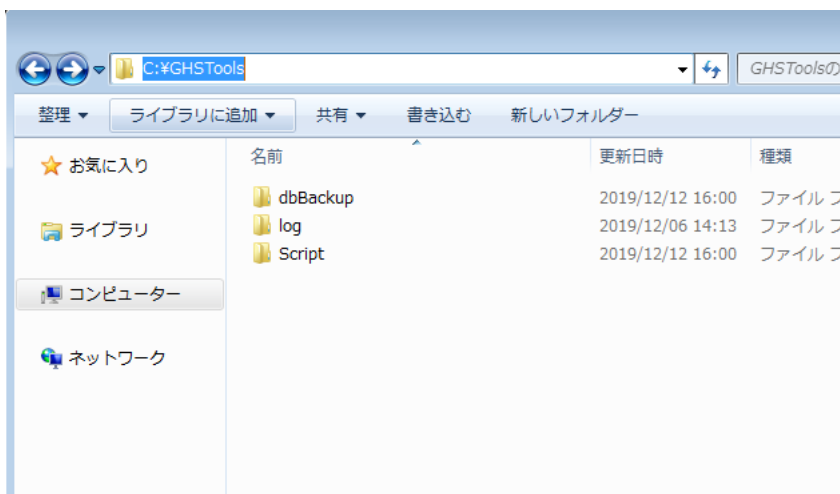 C:¥GHSTools
GHSToolsの
整理 ライブラリに追加 共有 書き込む 新しいフォルダー
お気に入り
ライブラリ
コンピューター
ネットワーク
名前 更新日時 種類
dbBackup 2019/12/12 16:00 ファイル フ
log 2019/12/06 14:13 ファイル フ
Script 2019/12/12 16:00 ファイル フ